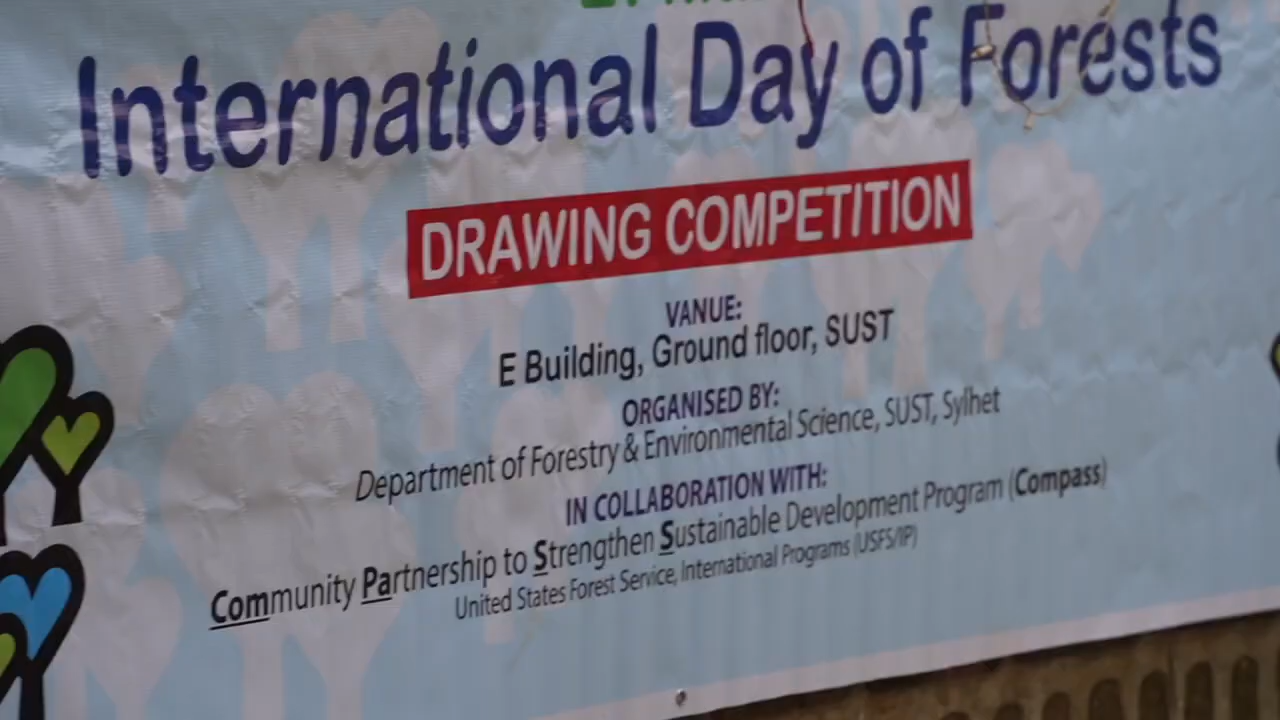 International Day of Forests
DRAWING COMPETITION
VANUE:
E Building, Ground floor, SUST
ORGANISED BY:
Department of Forestry & Environmental Science, SUST, Sylhet
IN COLLABORATION WITH:
Community Partnership to Strengthen Sustainable Development Program (Compass)
United States Forest Service, International Programs (USFS/IP)